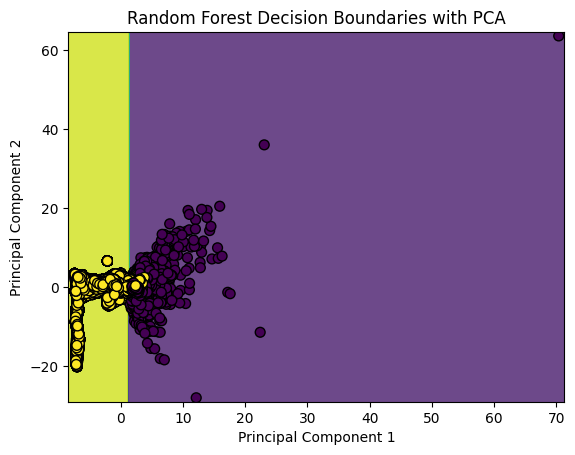 Random Forest Decision Boundaries with PCA
60
40
20
0
−20
Principal Component 2
0 10 20 30 40 50 60 70
Principal Component 1